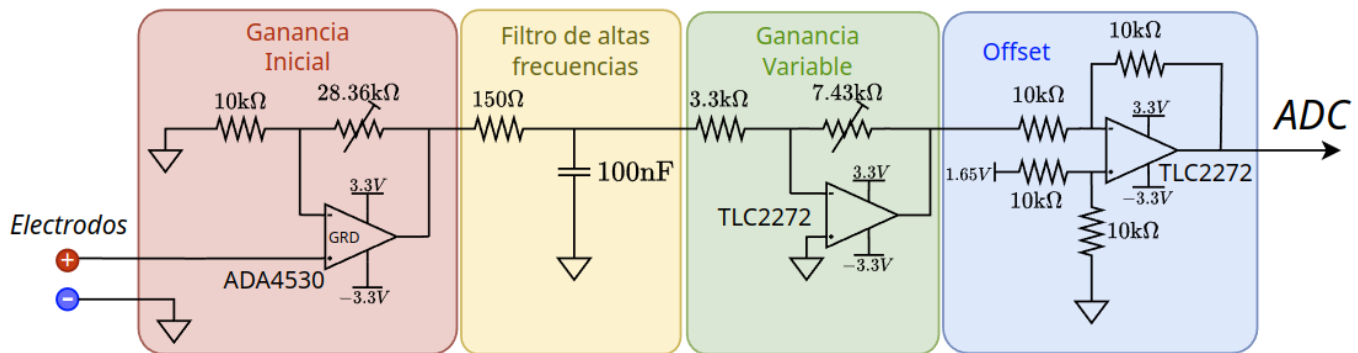 Ganancia
Inicial
10kΩ
28.36kΩ
3.3V
GRD
ADA4530
−3.3V
Electrodos
+
−
Filtro de altas
frecuencias
150Ω
100nF
Ganancia
Variable
3.3kΩ
7.43kΩ
3.3V
TLC2272
−3.3V
Offset
10kΩ
10kΩ
1.65V
10kΩ
3.3V
TLC2272
−3.3V
10kΩ
ADC